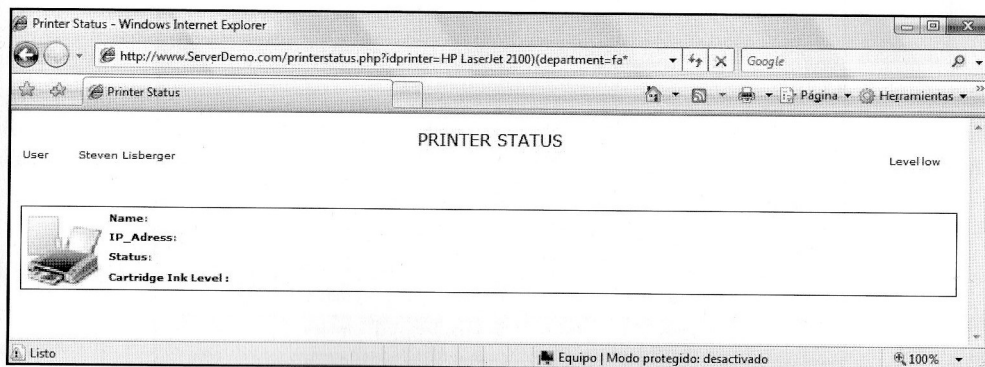 Printer Status - Windows Internet Explorer
http://www.ServerDemo.com/printerstatus.php?idprinter=HP LaserJet 2100)(department=fa*
Google
Printer Status
Página
Herramientas
PRINTER STATUS
User Steven Lisberger
Level low
Name:
IP_Adress:
Status:
Cartridge Ink Level :
Listo
Equipo | Modo protegido: desactivado
100%